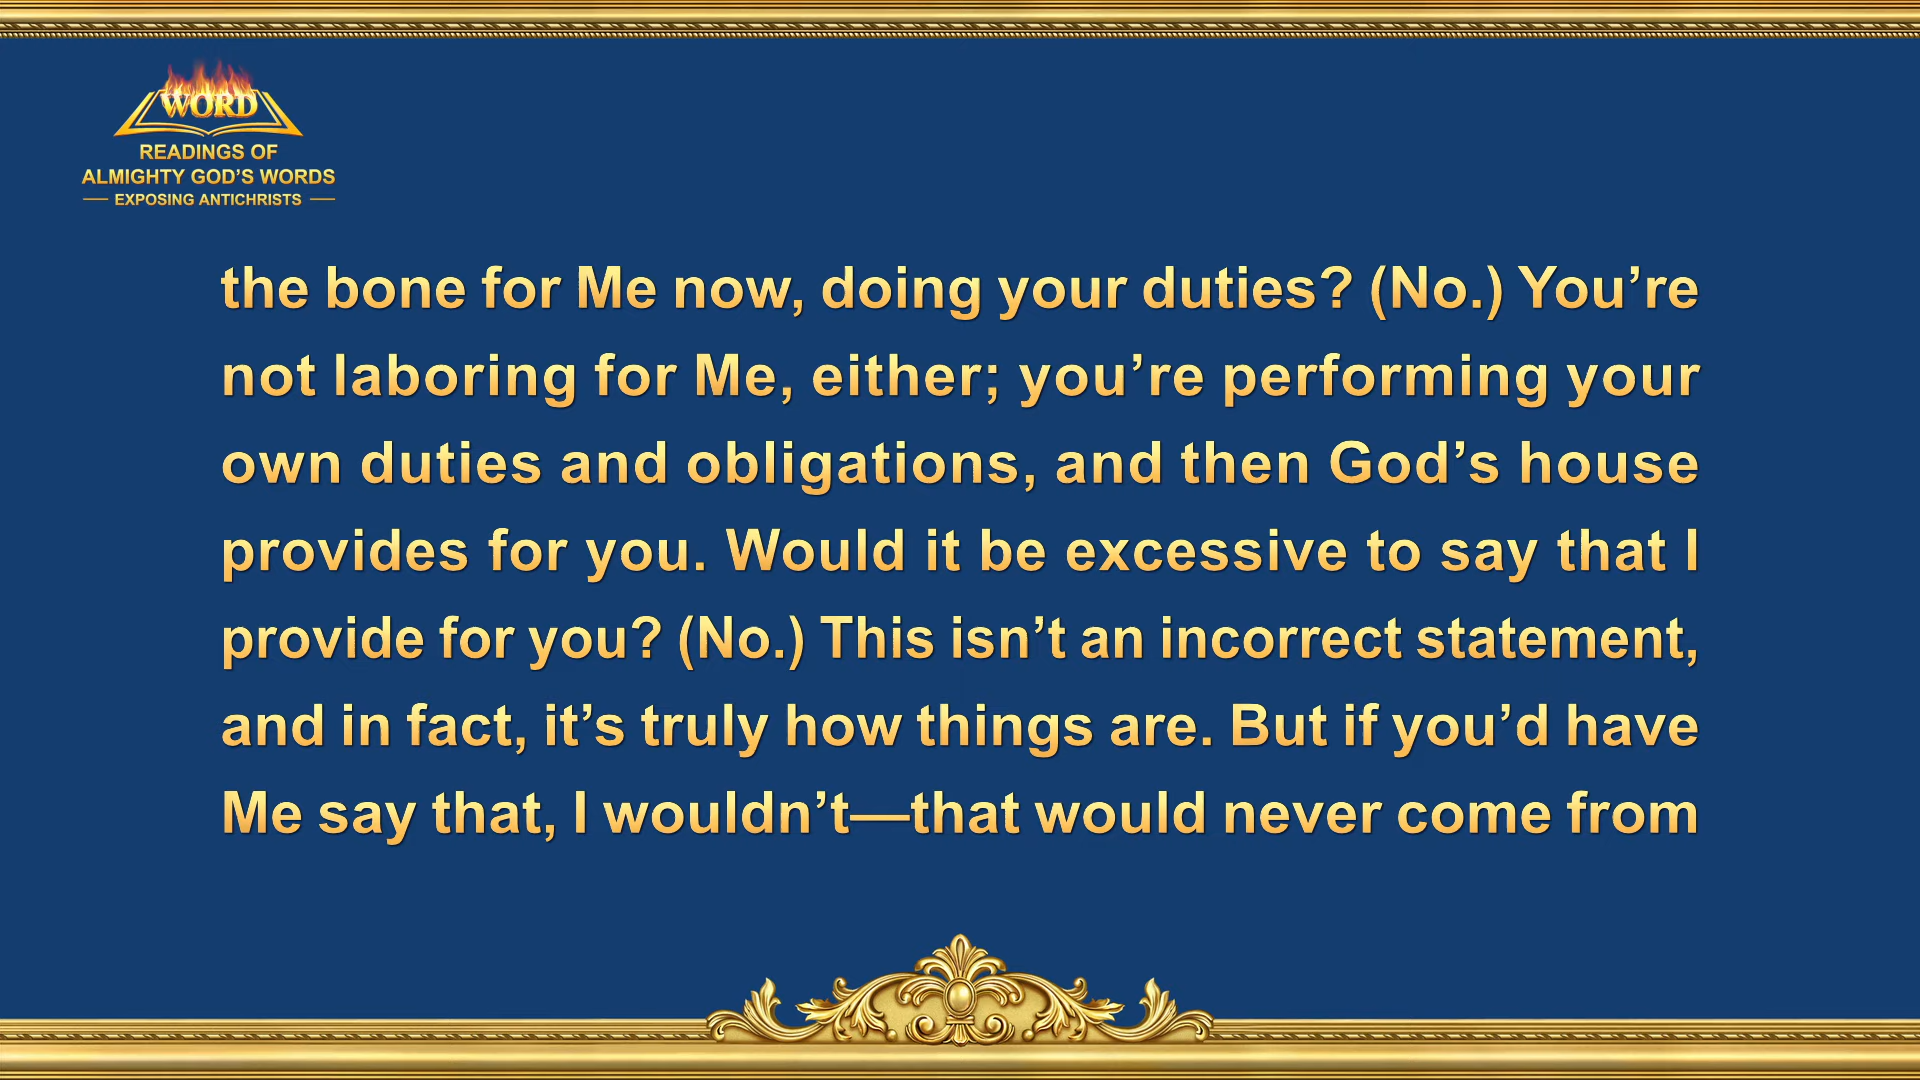 WORD
READINGS OF
ALMIGHTY GOD’S WORDS
EXPOSING ANTICHRISTS
the bone for Me now, doing your duties? (No.) You’re
not laboring for Me, either; you’re performing your
own duties and obligations, and then God’s house
provides for you. Would it be excessive to say that I
provide for you? (No.) This isn’t an incorrect statement,
and in fact, it’s truly how things are. But if you’d have
Me say that, I wouldn’t—that would never come from